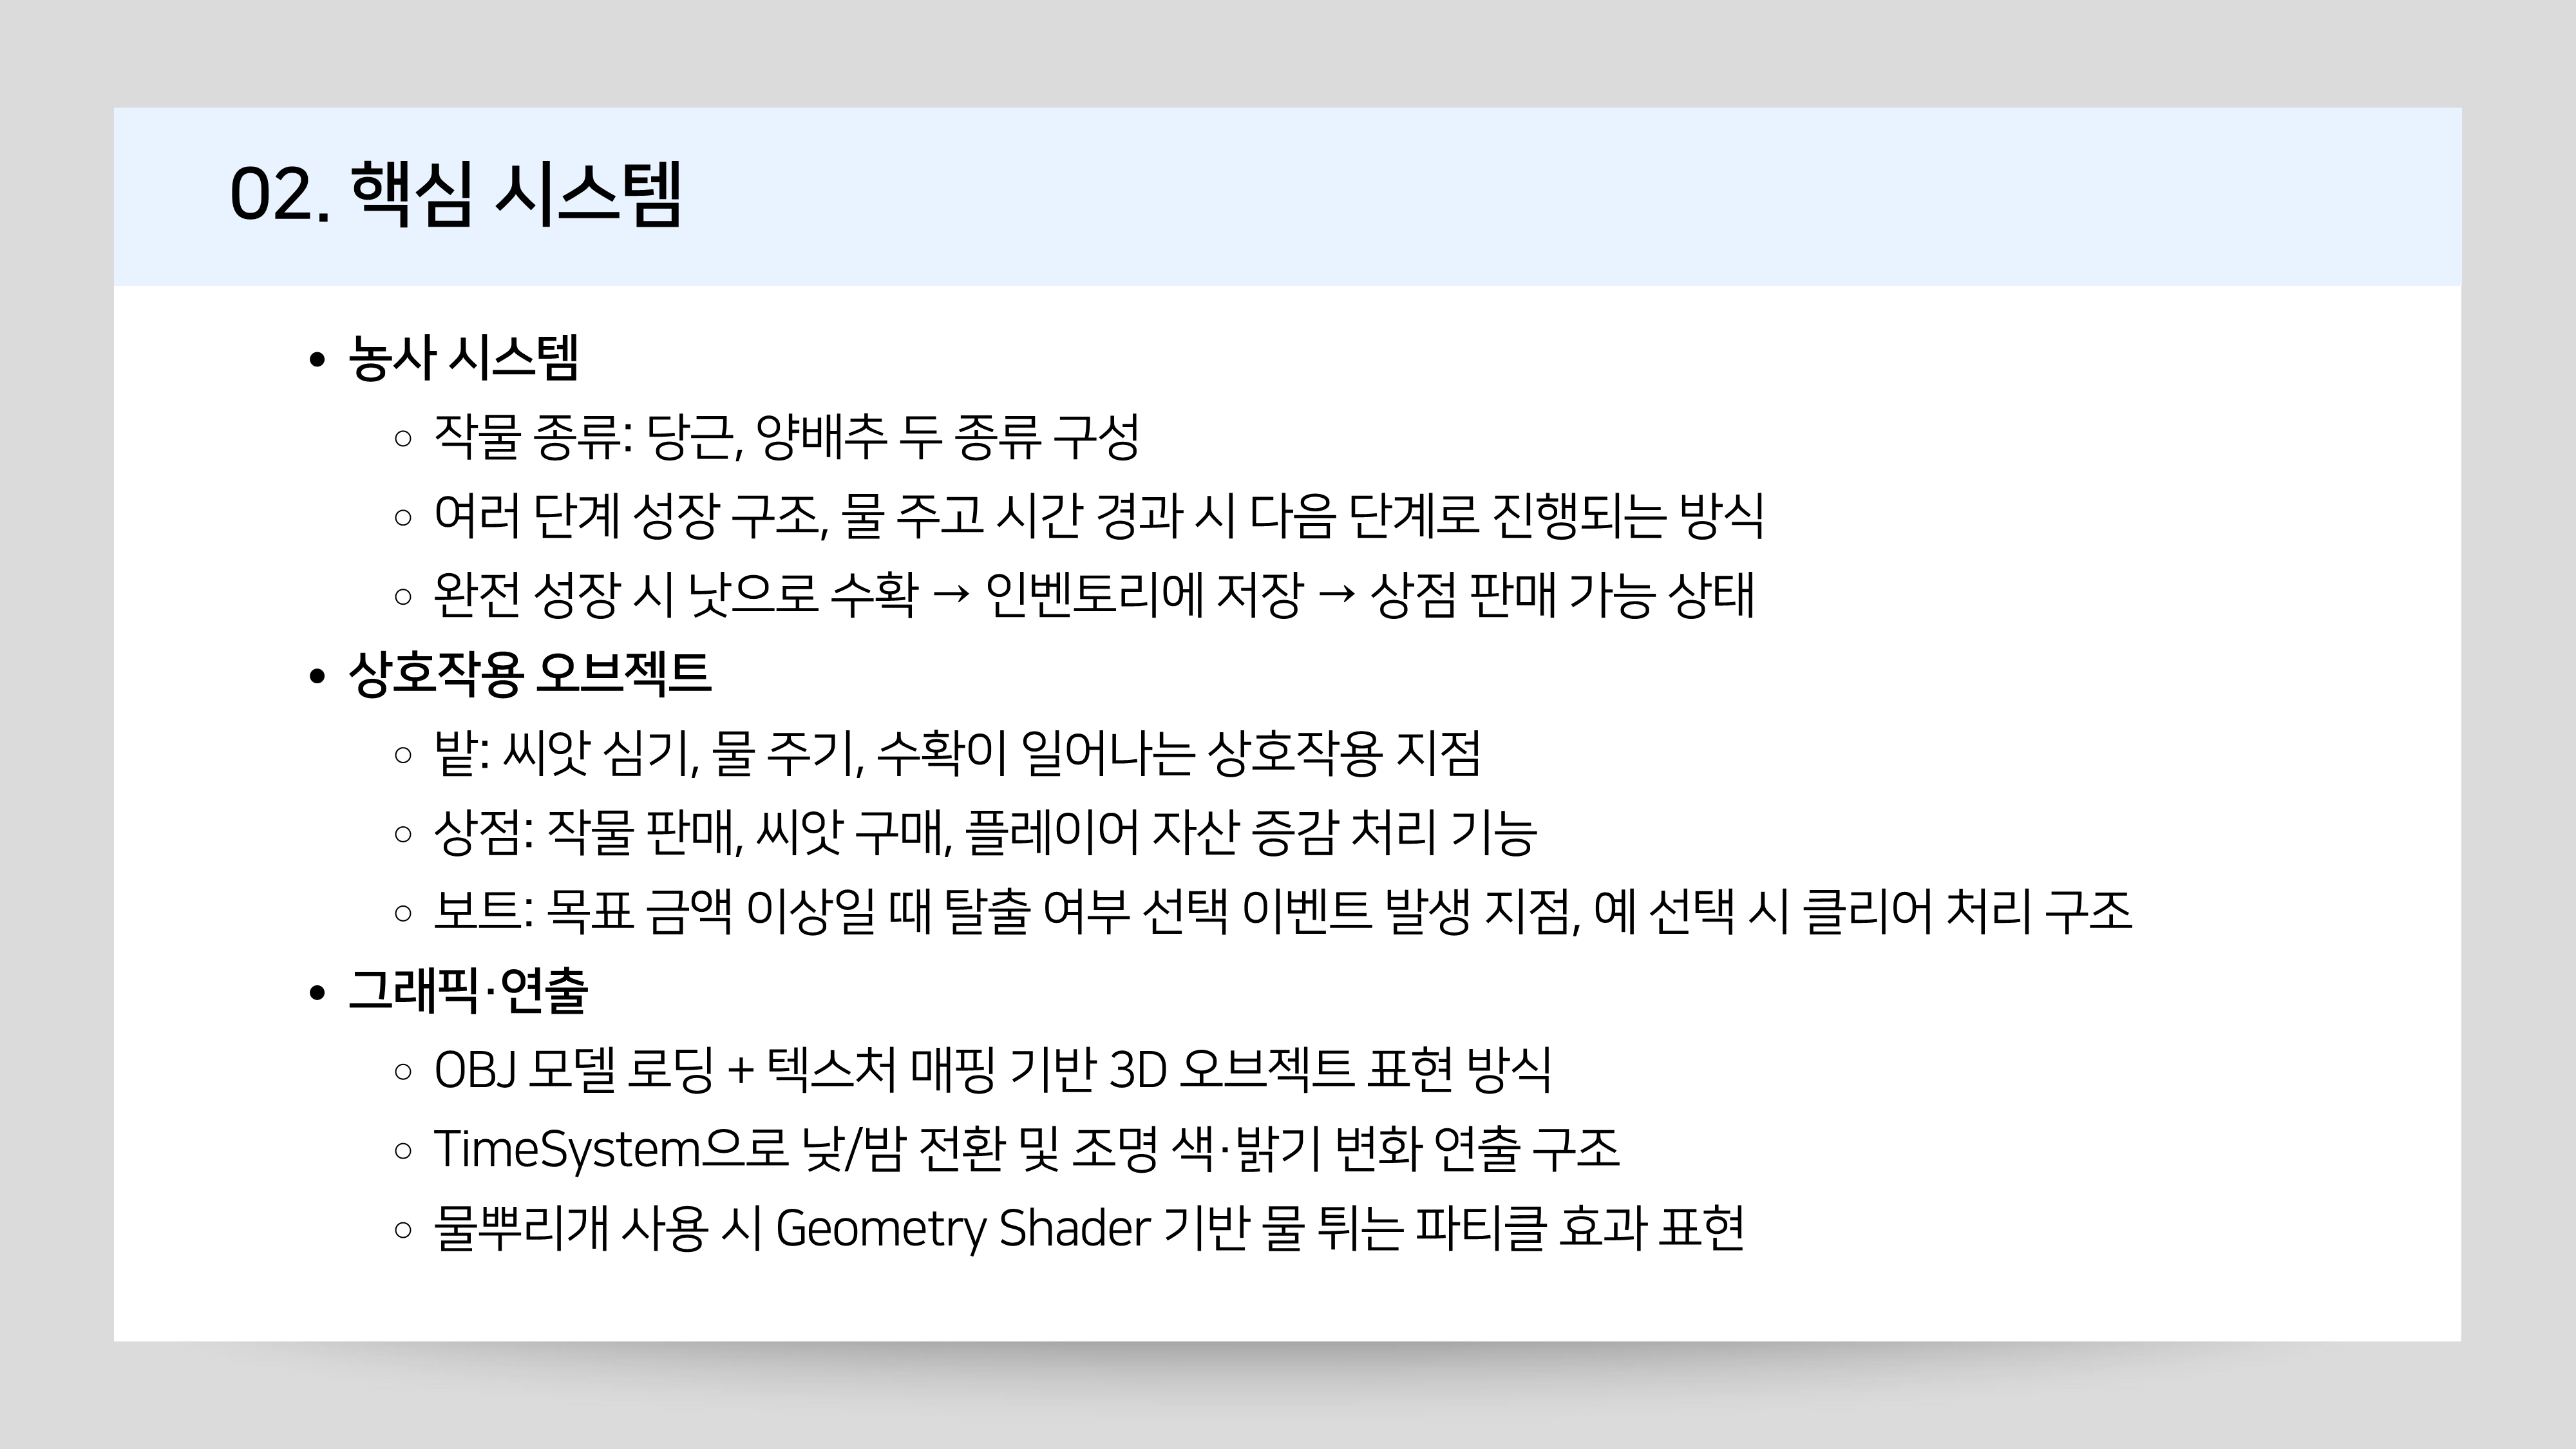 02. 핵심 시스템
• 농사 시스템
○ 작물 종류: 당근, 양배추 두 종류 구성
○ 여러 단계 성장 구조, 물 주고 시간 경과 시 다음 단계로 진행되는 방식
○ 완전 성장 시 낫으로 수확 → 인벤토리에 저장 → 상점 판매 가능 상태
• 상호작용 오브젝트
○ 밭: 씨앗 심기, 물 주기, 수확이 일어나는 상호작용 지점
○ 상점: 작물 판매, 씨앗 구매, 플레이어 자산 증감 처리 기능
○ 보트: 목표 금액 이상일 때 탈출 여부 선택 이벤트 발생 지점, 예 선택 시 클리어 처리 구조
• 그래픽·연출
○ OBJ 모델 로딩 + 텍스처 매핑 기반 3D 오브젝트 표현 방식
○ TimeSystem으로 낮/밤 전환 및 조명 색·밝기 변화 연출 구조
○ 물뿌리개 사용 시 Geometry Shader 기반 물 튀는 파티클 효과 표현